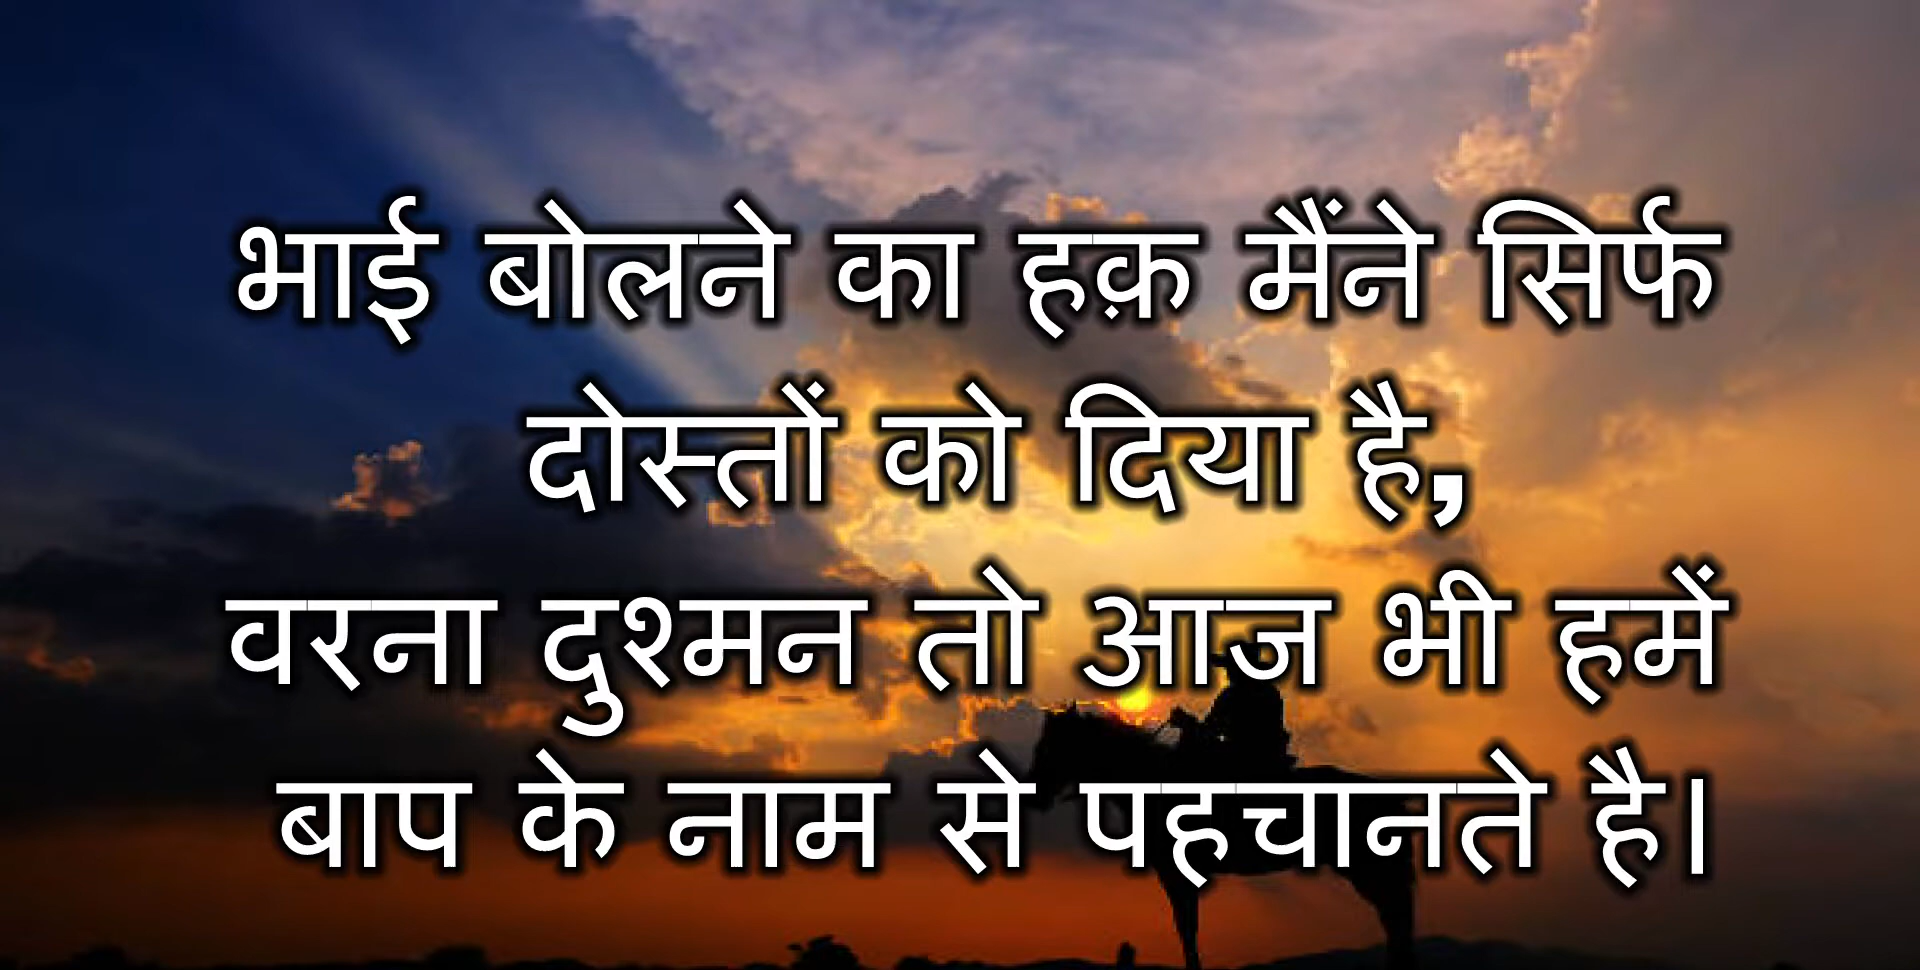 भाई बोलने का हक़ मैंने सिर्फ
दोस्तों को दिया है,
वरना दुश्मन तो आज भी हमें
बाप के नाम से पहचानते है।